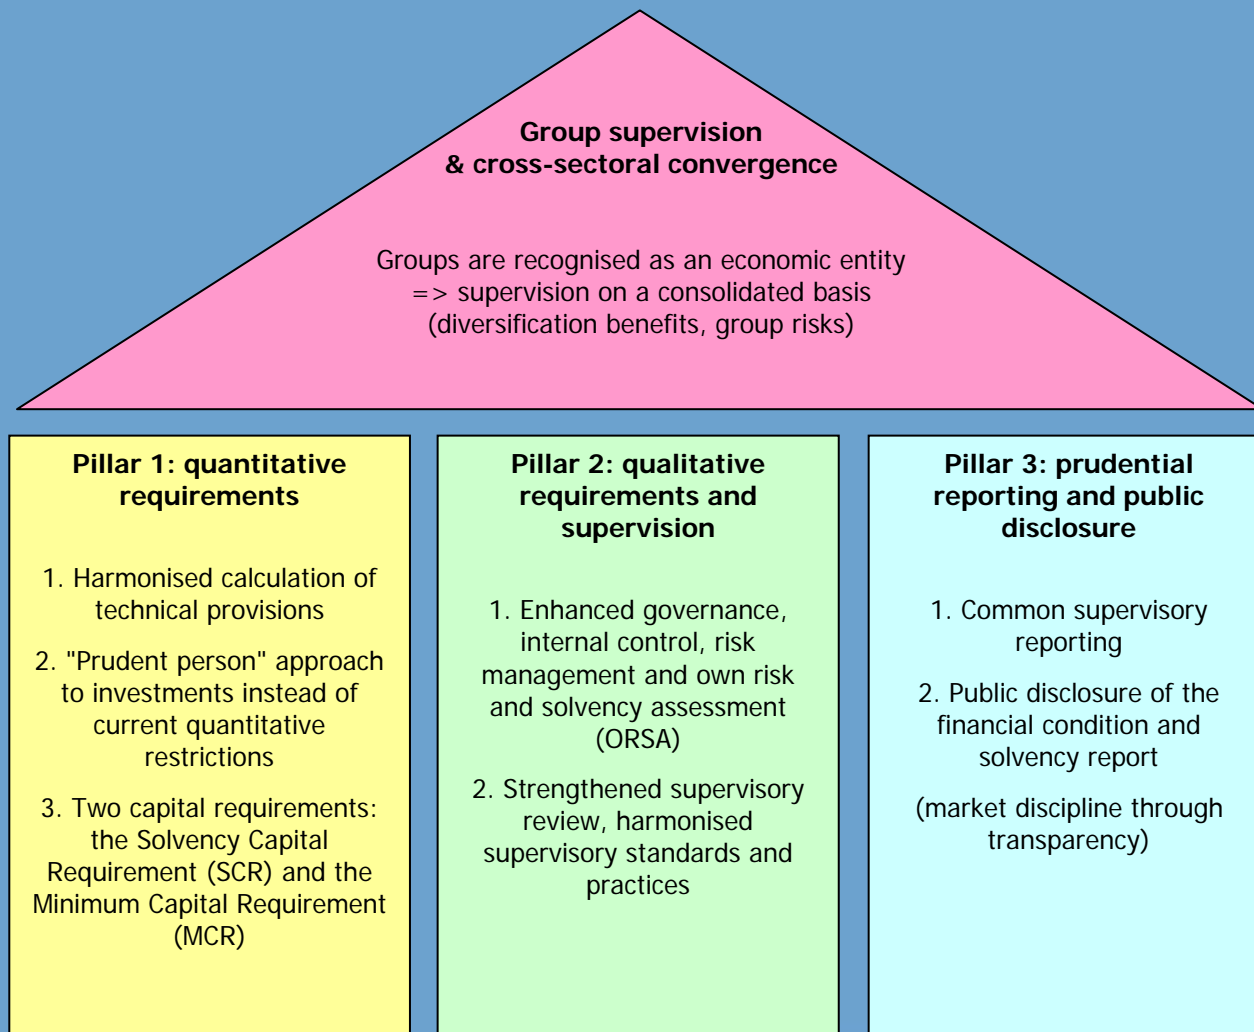 Group supervision
& cross-sectoral convergence
Groups are recognised as an economic entity
=> supervision on a consolidated basis
(diversification benefits, group risks)
Pillar 1: quantitative
requirements
1. Harmonised calculation of
technical provisions
2. "Prudent person" approach
to investments instead of
current quantitative
restrictions
3. Two capital requirements:
the Solvency Capital
Requirement (SCR) and the
Minimum Capital Requirement
(MCR)
Pillar 2: qualitative
requirements and
supervision
1. Enhanced governance,
internal control, risk
management and own risk
and solvency assessment
(ORSA)
2. Strengthened supervisory
review, harmonised
supervisory standards and
practices
Pillar 3: prudential
reporting and public
disclosure
1. Common supervisory
reporting
2. Public disclosure of the
financial condition and
solvency report
(market discipline through
transparency)